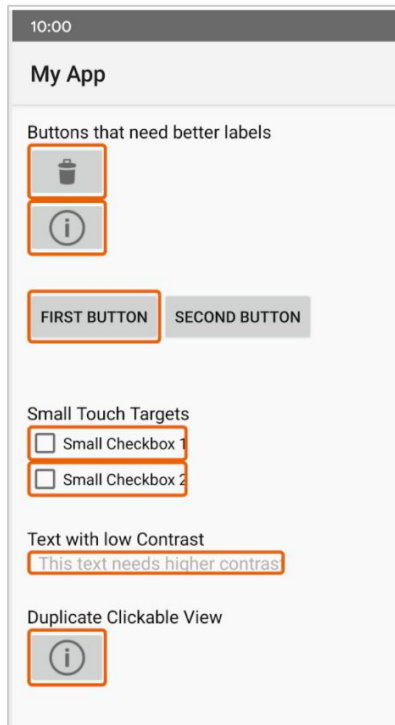 10:00
My App
Buttons that need better labels
i
FIRST BUTTON SECOND BUTTON
Small Touch Targets
Small Checkbox 1
Small Checkbox 2
Text with low Contrast
This text needs higher contras
Duplicate Clickable View
i